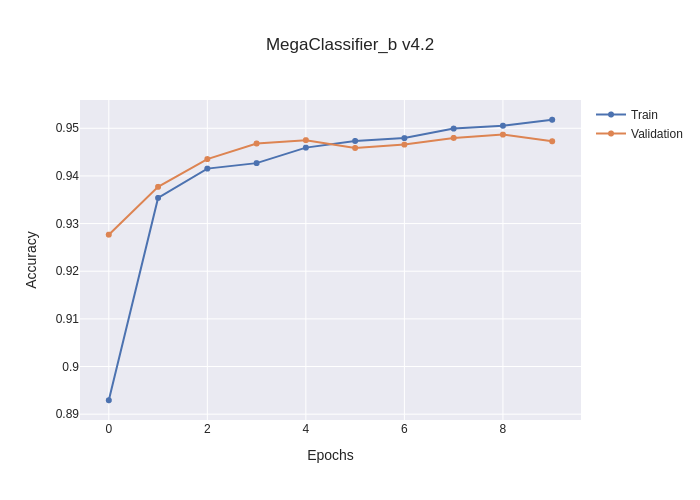 MegaClassifier_b v4.2
Train
Validation
0.95
0.94
0.93
0.92
0.91
0.9
0.89
Accuracy
0 2 4 6 8
Epochs